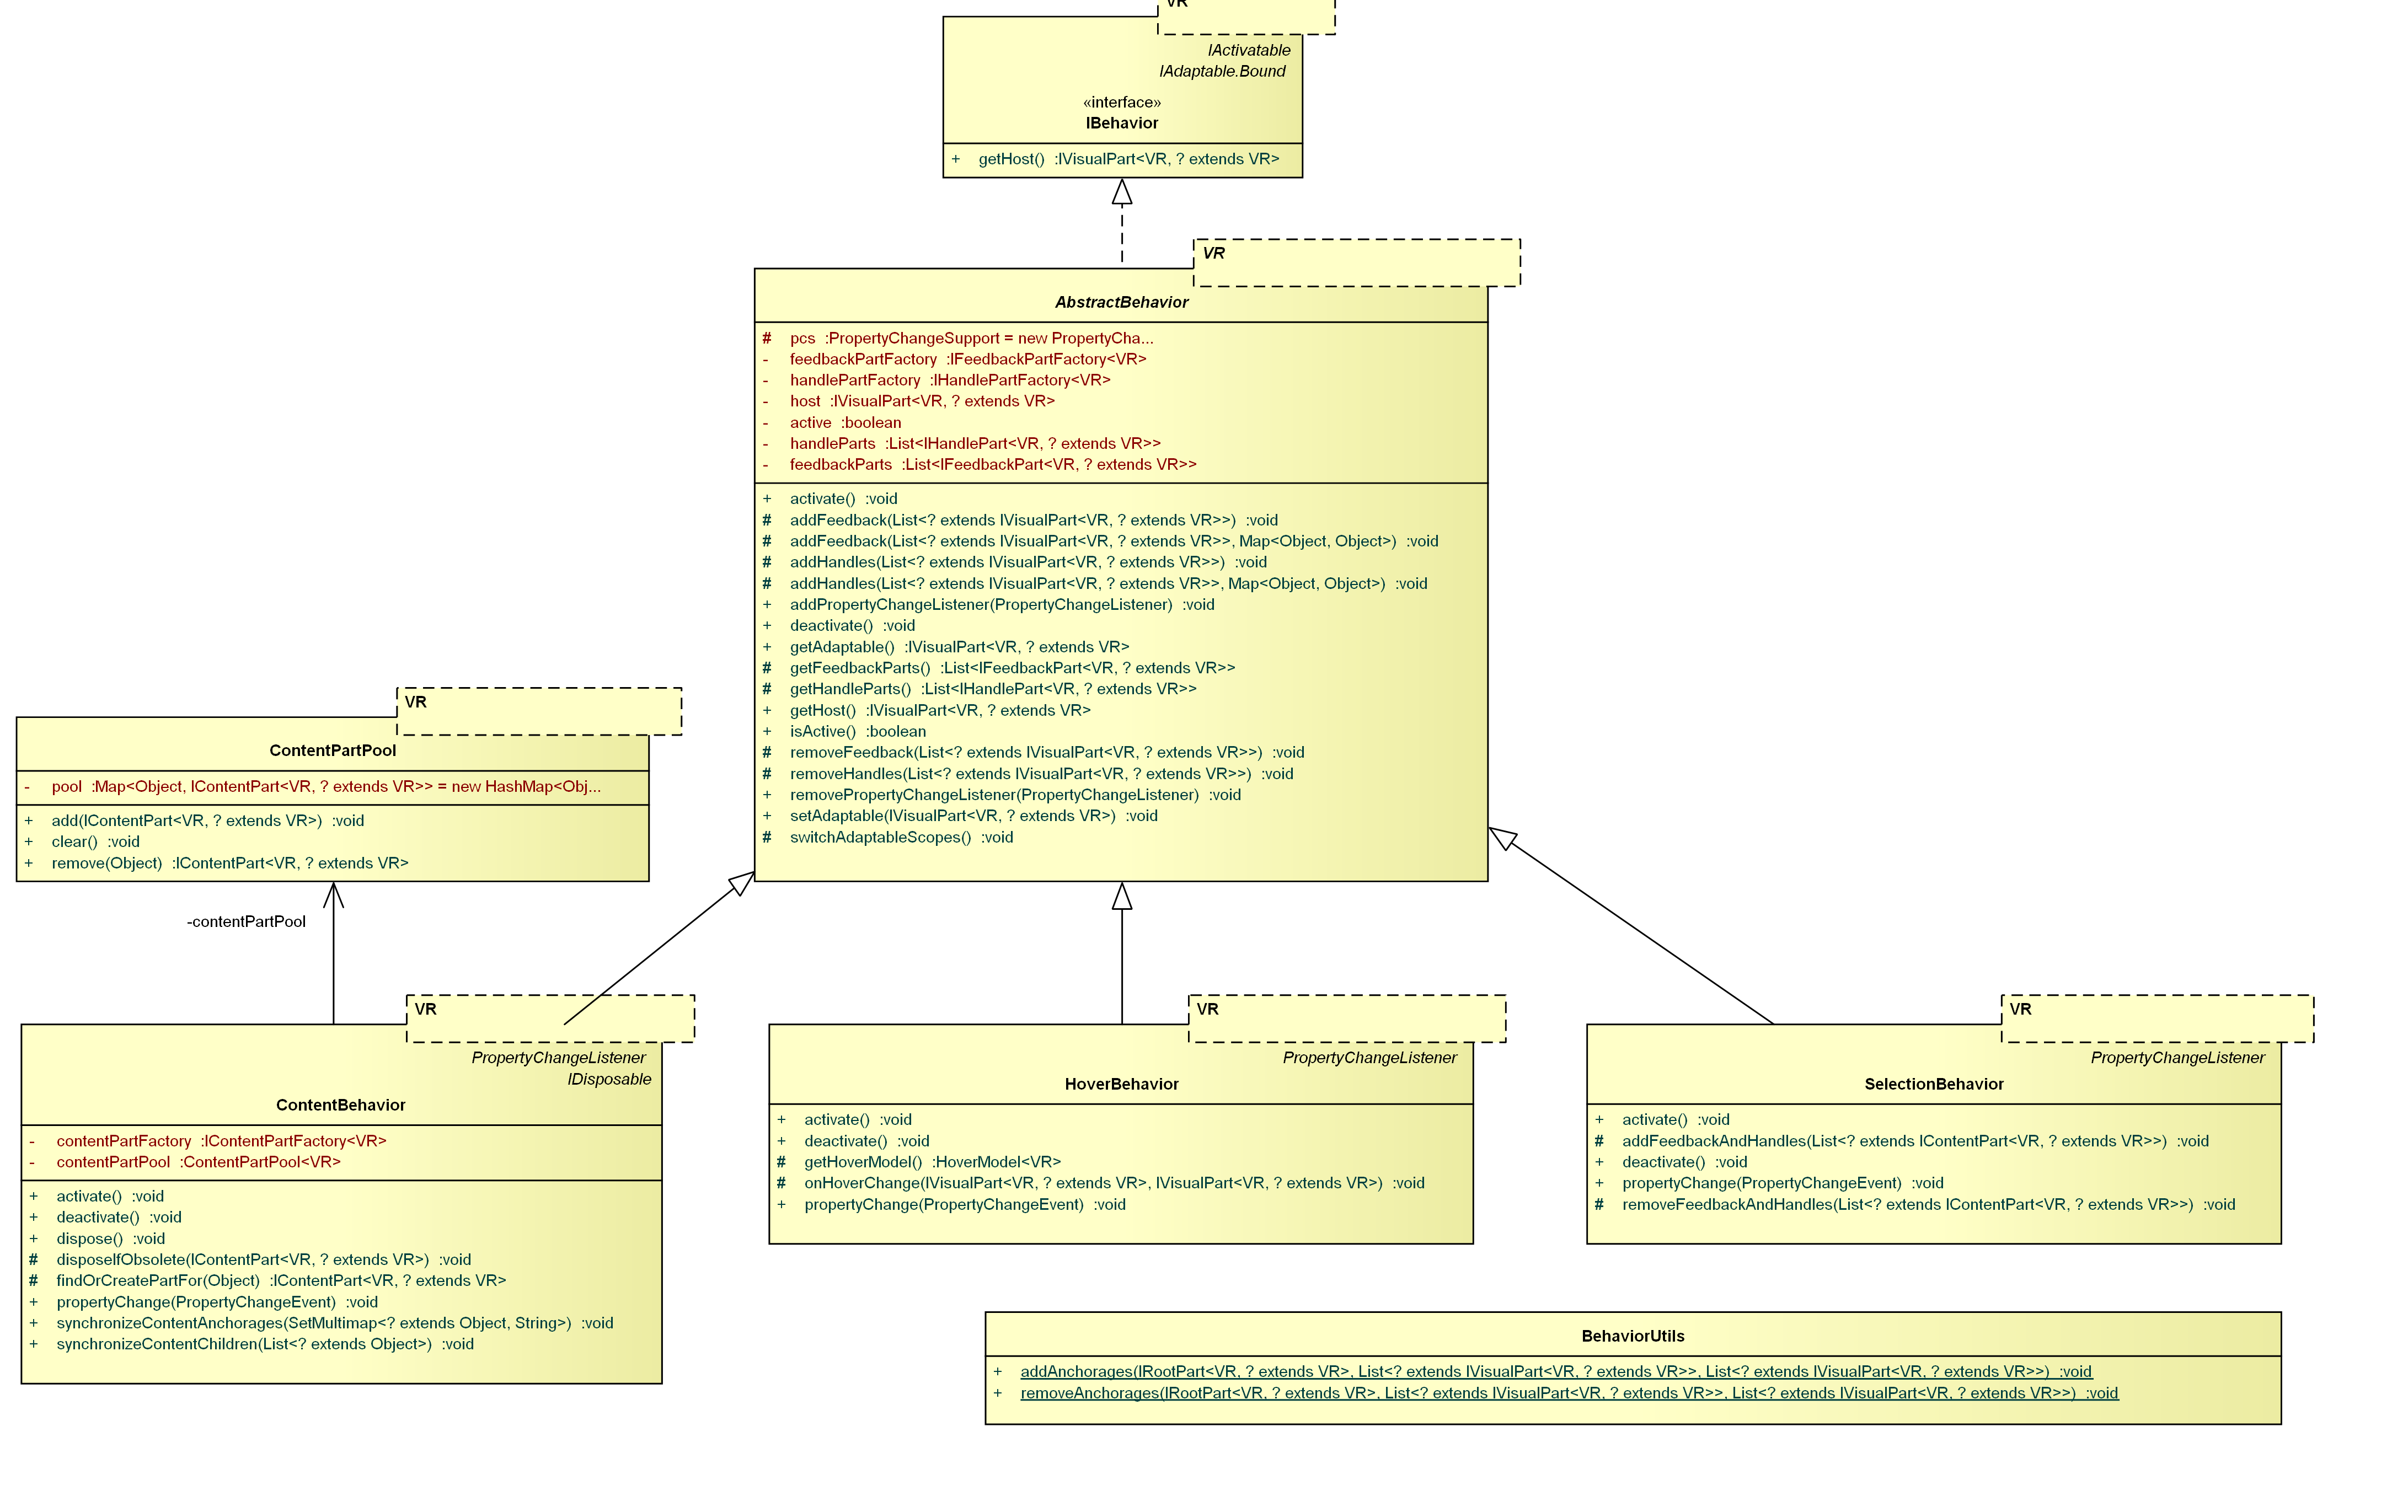 VR
IActivatable
IAdaptable.Bound
«interface»
IBehavior
+ getHost() :IVisualPart<VR, ? extends VR>
VR
AbstractBehavior
# pcs :PropertyChangeSupport = new PropertyCha...
- feedbackPartFactory :IFeedbackPartFactory<VR>
- handlePartFactory :IHandlePartFactory<VR>
- host :IVisualPart<VR, ? extends VR>
- active :boolean
- handleParts :List<IHandlePart<VR, ? extends VR>>
- feedbackParts :List<IFeedbackPart<VR, ? extends VR>>
+ activate() :void
# addFeedback(List<? extends IVisualPart<VR, ? extends VR>>) :void
# addFeedback(List<? extends IVisualPart<VR, ? extends VR>>, Map<Object, Object>) :void
# addHandles(List<? extends IVisualPart<VR, ? extends VR>>) :void
# addHandles(List<? extends IVisualPart<VR, ? extends VR>>, Map<Object, Object>) :void
+ addPropertyChangeListener(PropertyChangeListener) :void
+ deactivate() :void
+ getAdaptable() :IVisualPart<VR, ? extends VR>
# getFeedbackParts() :List<IFeedbackPart<VR, ? extends VR>>
# getHandleParts() :List<IHandlePart<VR, ? extends VR>>
+ getHost() :IVisualPart<VR, ? extends VR>
+ isActive() :boolean
# removeFeedback(List<? extends IVisualPart<VR, ? extends VR>>) :void
# removeHandles(List<? extends IVisualPart<VR, ? extends VR>>) :void
+ removePropertyChangeListener(PropertyChangeListener) :void
+ setAdaptable(IVisualPart<VR, ? extends VR>) :void
# switchAdaptableScopes() :void
VR
ContentPartPool
- pool :Map<Object, IContentPart<VR, ? extends VR>> = new HashMap<Obj...
+ add(IContentPart<VR, ? extends VR>) :void
+ clear() :void
+ remove(Object) :IContentPart<VR, ? extends VR>
-contentPartPool
VR
PropertyChangeListener
IDisposable
ContentBehavior
- contentPartFactory :IContentPartFactory<VR>
- contentPartPool :ContentPartPool<VR>
+ activate() :void
+ deactivate() :void
+ dispose() :void
# disposeIfObsolete(IContentPart<VR, ? extends VR>) :void
# findOrCreatePartFor(Object) :IContentPart<VR, ? extends VR>
+ propertyChange(PropertyChangeEvent) :void
+ synchronizeContentAnchorages(SetMultimap<? extends Object, String>) :void
+ synchronizeContentChildren(List<? extends Object>) :void
VR
PropertyChangeListener
HoverBehavior
+ activate() :void
+ deactivate() :void
# getHoverModel() :HoverModel<VR>
# onHoverChange(IVisualPart<VR, ? extends VR>, IVisualPart<VR, ? extends VR>) :void
+ propertyChange(PropertyChangeEvent) :void
VR
PropertyChangeListener
SelectionBehavior
+ activate() :void
# addFeedbackAndHandles(List<? extends IContentPart<VR, ? extends VR>>) :void
+ deactivate() :void
+ propertyChange(PropertyChangeEvent) :void
# removeFeedbackAndHandles(List<? extends IContentPart<VR, ? extends VR>>) :void
BehaviorUtils
+ addAnchorages(IRootPart<VR, ? extends VR>, List<? extends IVisualPart<VR, ? extends VR>>, List<? extends IVisualPart<VR, ? extends VR>>) :void
+ removeAnchorages(IRootPart<VR, ? extends VR>, List<? extends IVisualPart<VR, ? extends VR>>, List<? extends IVisualPart<VR, ? extends VR>>) :void